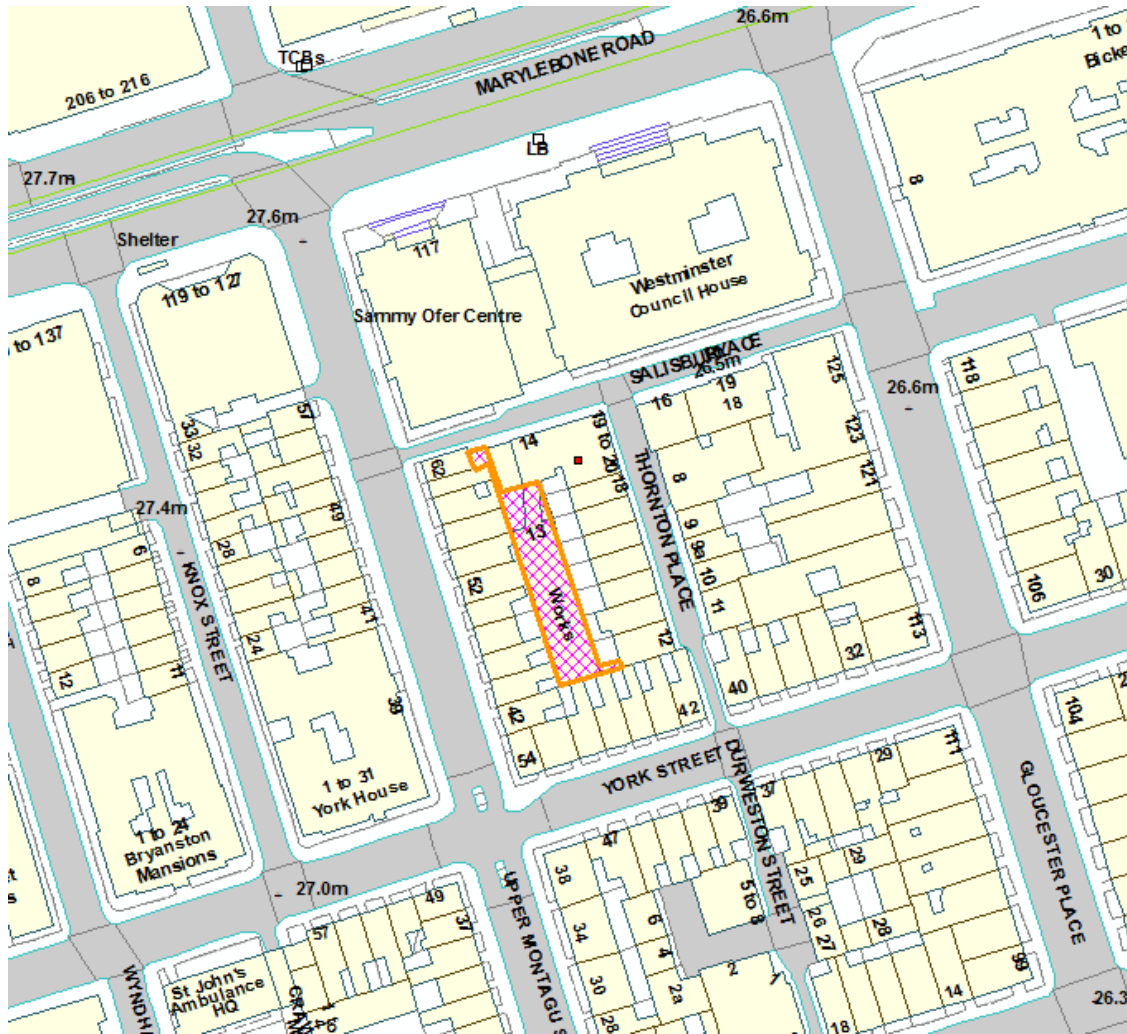 26.6m
1 to
Bicke
TCBs
MARYLEBONE ROAD
206 to 216
LB
27.7m
8
27.6m
Shelter
117
Westminster
Council House
119 to 127
Sammy Ofer Centre
to 137
SALISBURY PLACE
26.5m
125
118
26.6m
16
19
18
57
33
32
62
14
19 to 20
18
123
121
THORNTON PLACE
8
49
27.4m
13
28
9
9a
10
11
6
8
52
KNOX STREET
Works
106
30
41
24
12
113
32
12
11
39
42
42
40
104
54
YORK STREET
DURWESTON STREET
111
29
1 to 31
York House
37
39
47
GLOUCESTER PLACE
1 to 24
Bryanston
Mansions
38
29
25
5 to 8
27.0m
UPPER MONTAGU S
49
37
57
34
6
4
26
27
28
St John's
Ambulance
HQ
WYNDHA
30
2a
2
1
99
14
26.3
28
18